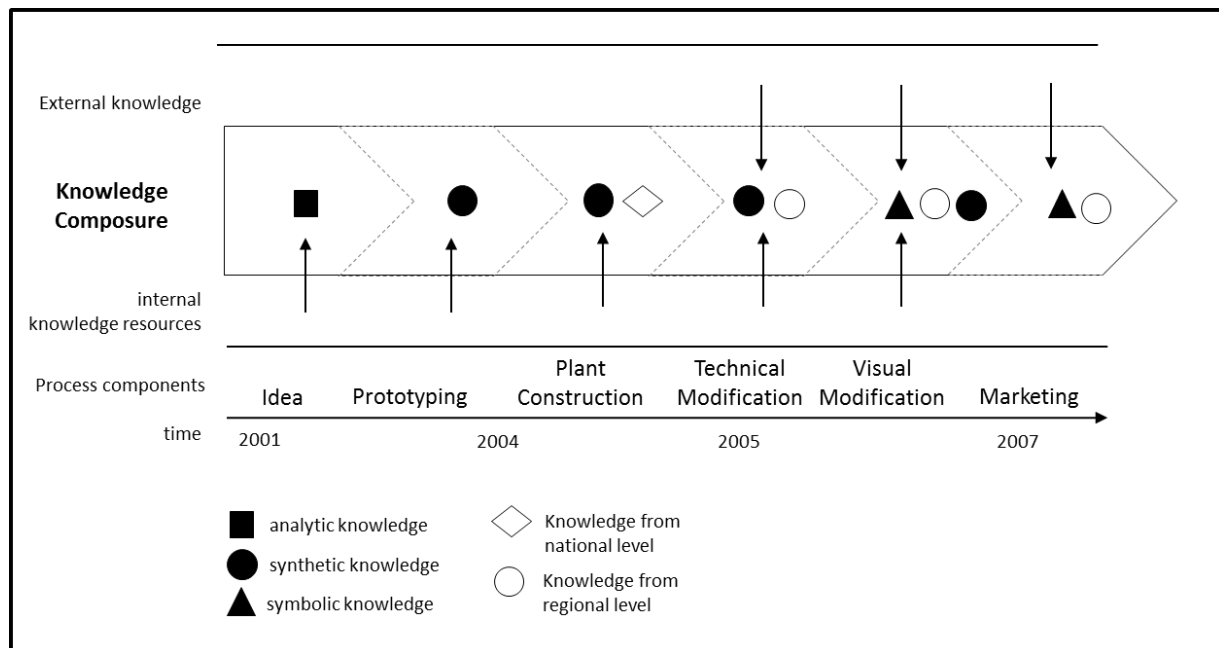 External knowledge
Knowledge
Composure
internal
knowledge resources
Process components
Idea
Prototyping
Plant
Construction
Technical
Modification
Visual
Modification
Marketing
time
2001
2004
2005
2007
analytic knowledge
synthetic knowledge
symbolic knowledge
Knowledge from
national level
Knowledge from
regional level